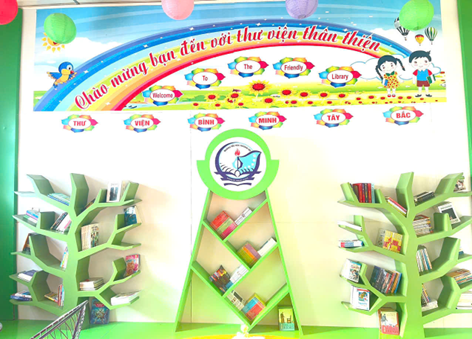 Chào mừng bạn đến với thư viện thân thiện
Welcome To The Friendly Library
THƯ VIỆN BÌNH MINH TÂY BẮC